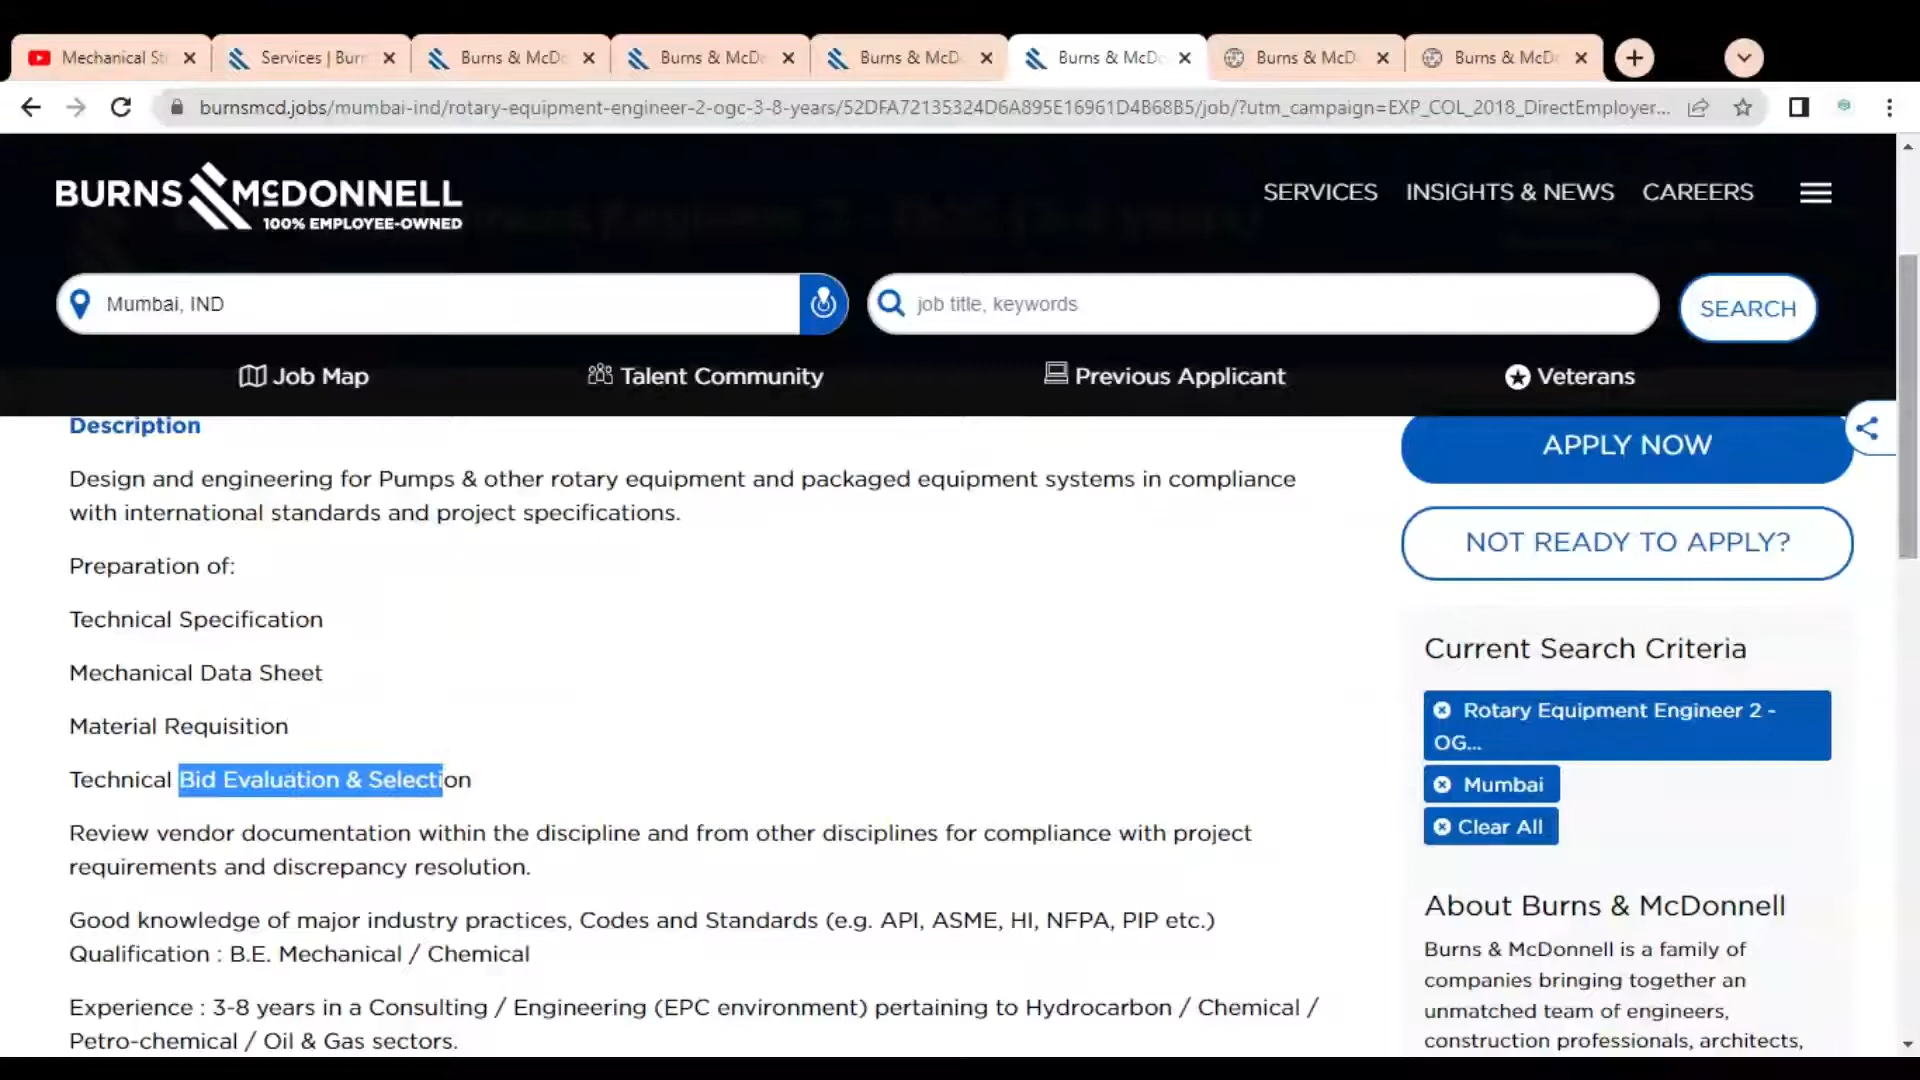 Mechanical St
Services | Burn
Burns & McD
Burns & McD
Burns & McD
Burns & McD
Burns & McD
Burns & McD
burnsmcd.jobs/mumbai-ind/rotary-equipment-engineer-2-ogc-3-8-years/52DFA72135324D6A895E16961D4B68B5/job/?utm_campaign=EXP_COL_2018_DirectEmployer...
BURNS McDONNELL
100% EMPLOYEE-OWNED
SERVICES INSIGHTS & NEWS CAREERS
Mumbai, IND
job title, keywords
SEARCH
Job Map
Talent Community
Previous Applicant
Veterans
Description
Design and engineering for Pumps & other rotary equipment and packaged equipment systems in compliance
with international standards and project specifications.
Preparation of:
Technical Specification
Mechanical Data Sheet
Material Requisition
Technical Bid Evaluation & Selection
Review vendor documentation within the discipline and from other disciplines for compliance with project
requirements and discrepancy resolution.
Good knowledge of major industry practices, Codes and Standards (e.g. API, ASME, HI, NFPA, PIP etc.)
Qualification : B.E. Mechanical / Chemical
Experience : 3-8 years in a Consulting / Engineering (EPC environment) pertaining to Hydrocarbon / Chemical /
Petro-chemical / Oil & Gas sectors.
APPLY NOW
NOT READY TO APPLY?
Current Search Criteria
Rotary Equipment Engineer 2 -
OG...
Mumbai
Clear All
About Burns & McDonnell
Burns & McDonnell is a family of
companies bringing together an
unmatched team of engineers,
construction professionals, architects,